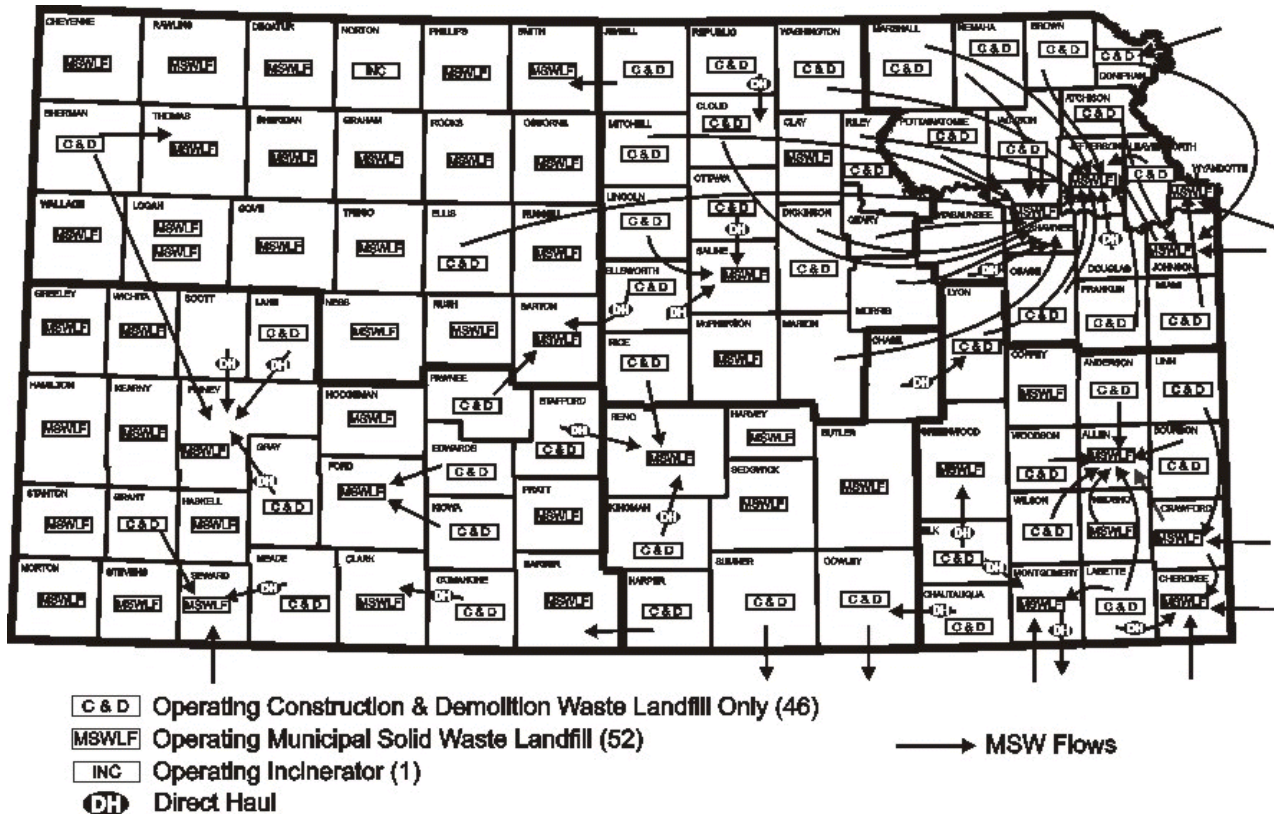 CHEYENNE
RAWLINS
DECATUR
NORTON
PHILLIPS
SMITH
JEWELL
REPUBLIC
WASHINGTON
MARSHALL
NEMAHA
BROWN
DONIPHAN
MSWLF
MSWLF
MSWLF
INC
MSWLF
MSWLF
C & D
C & D
C & D
C & D
C & D
C & D
C & D
DH
SHERMAN
THOMAS
SHERIDAN
GRAHAM
ROOKS
OSBORNE
MITCHELL
CLOUD
CLAY
RILEY
POTTAWATOMIE
JACKSON
ATCHISON
JEFFERSON
LEAVENWORTH
WYANDOTTE
C & D
MSWLF
MSWLF
MSWLF
MSWLF
MSWLF
C & D
C & D
MSWLF
C & D
C & D
C & D
C & D
MSWLF
C & D
MSWLF
WALLACE
LOGAN
GOVE
TREGO
ELLIS
RUSSELL
LINCOLN
OTTAWA
DICKINSON
GEARY
WABAUNSEE
SHAWNEE
DOUGLAS
JOHNSON
MSWLF
MSWLF
MSWLF
MSWLF
MSWLF
C & D
MSWLF
C & D
C & D
DH
C & D
MSWLF
DH
DH
MSWLF
GREELEY
WICHITA
SCOTT
LANE
NESS
RUSH
BARTON
ELLSWORTH
SALINE
MORRIS
LYON
OSAGE
FRANKLIN
MIAMI
MSWLF
MSWLF
C & D
DH
DH
MSWLF
MSWLF
MSWLF
DH
C & D
DH
MSWLF
C & D
C & D
C & D
RICE
MCPHERSON
MARION
CHASE
C & D
MSWLF
DH
C & D
HAMILTON
KEARNY
FINNEY
HODGEMAN
PAWNEE
STAFFORD
RENO
HARVEY
BUTLER
GREENWOOD
COFFEY
ANDERSON
LINN
MSWLF
MSWLF
MSWLF
MSWLF
C & D
DH
C & D
MSWLF
MSWLF
MSWLF
MSWLF
MSWLF
C & D
C & D
GRAY
FORD
EDWARDS
SEDGWICK
WOODSON
ALLEN
BOURBON
DH
C & D
MSWLF
C & D
MSWLF
C & D
MSWLF
C & D
STANTON
GRANT
HASKELL
KIOWA
PRATT
KINGMAN
ELK
WILSON
NEOSHO
CRAWFORD
MSWLF
C & D
MSWLF
C & D
MSWLF
DH
C & D
DH
C & D
DH
C & D
MSWLF
MSWLF
MORTON
STEVENS
SEWARD
MEADE
CLARK
COMANCHE
BARBER
HARPER
SUMNER
COWLEY
CHAUTAUQUA
MONTGOMERY
LABETTE
CHEROKEE
MSWLF
MSWLF
MSWLF
DH
C & D
MSWLF
DH
C & D
MSWLF
C & D
C & D
C & D
DH
C & D
MSWLF
DH
C & D
DH
MSWLF
C & D Operating Construction & Demolition Waste Landfill Only (46)
MSWLF Operating Municipal Solid Waste Landfill (52)
MSW Flows
INC Operating Incinerator (1)
DH Direct Haul